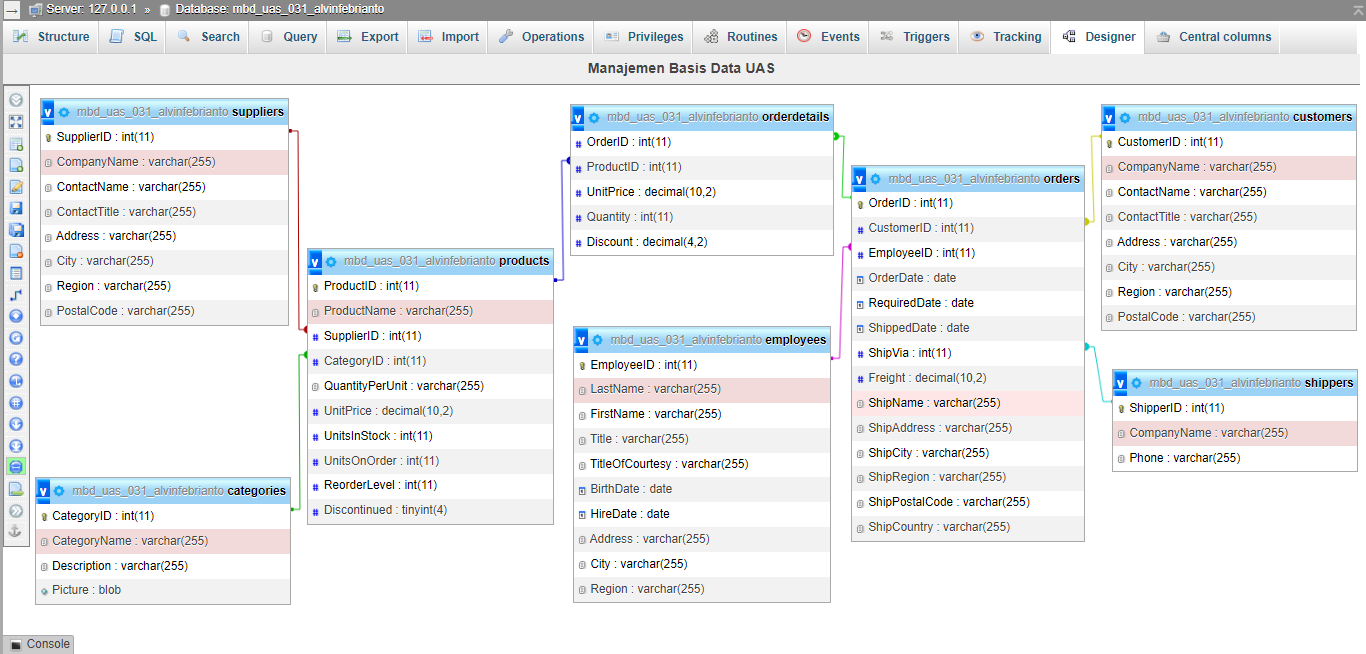 Server: 127.0.0.1 » Database: mbd_uas_031_alvinfebrianto
Structure SQL Search Query Export Import Operations Privileges Routines Events Triggers Tracking Designer Central columns
Manajemen Basis Data UAS
v mbd_uas_031_alvinfebrianto suppliers
SupplierID : int(11)
CompanyName : varchar(255)
ContactName : varchar(255)
ContactTitle : varchar(255)
Address : varchar(255)
City : varchar(255)
Region : varchar(255)
PostalCode : varchar(255)
v mbd_uas_031_alvinfebrianto categories
CategoryID : int(11)
CategoryName : varchar(255)
Description : varchar(255)
Picture : blob
v mbd_uas_031_alvinfebrianto products
ProductID : int(11)
ProductName : varchar(255)
# SupplierID : int(11)
# CategoryID : int(11)
QuantityPerUnit : varchar(255)
# UnitPrice : decimal(10,2)
# UnitsInStock : int(11)
# UnitsOnOrder : int(11)
# ReorderLevel : int(11)
# Discontinued : tinyint(4)
v mbd_uas_031_alvinfebrianto orderdetails
# OrderID : int(11)
# ProductID : int(11)
# UnitPrice : decimal(10,2)
# Quantity : int(11)
# Discount : decimal(4,2)
v mbd_uas_031_alvinfebrianto employees
EmployeeID : int(11)
LastName : varchar(255)
FirstName : varchar(255)
Title : varchar(255)
TitleOfCourtesy : varchar(255)
BirthDate : date
HireDate : date
Address : varchar(255)
City : varchar(255)
Region : varchar(255)
v mbd_uas_031_alvinfebrianto orders
OrderID : int(11)
# CustomerID : int(11)
# EmployeeID : int(11)
OrderDate : date
RequiredDate : date
ShippedDate : date
# ShipVia : int(11)
# Freight : decimal(10,2)
ShipName : varchar(255)
ShipAddress : varchar(255)
ShipCity : varchar(255)
ShipRegion : varchar(255)
ShipPostalCode : varchar(255)
ShipCountry : varchar(255)
v mbd_uas_031_alvinfebrianto customers
CustomerID : int(11)
CompanyName : varchar(255)
ContactName : varchar(255)
ContactTitle : varchar(255)
Address : varchar(255)
City : varchar(255)
Region : varchar(255)
PostalCode : varchar(255)
v mbd_uas_031_alvinfebrianto shippers
ShipperID : int(11)
CompanyName : varchar(255)
Phone : varchar(255)
Console